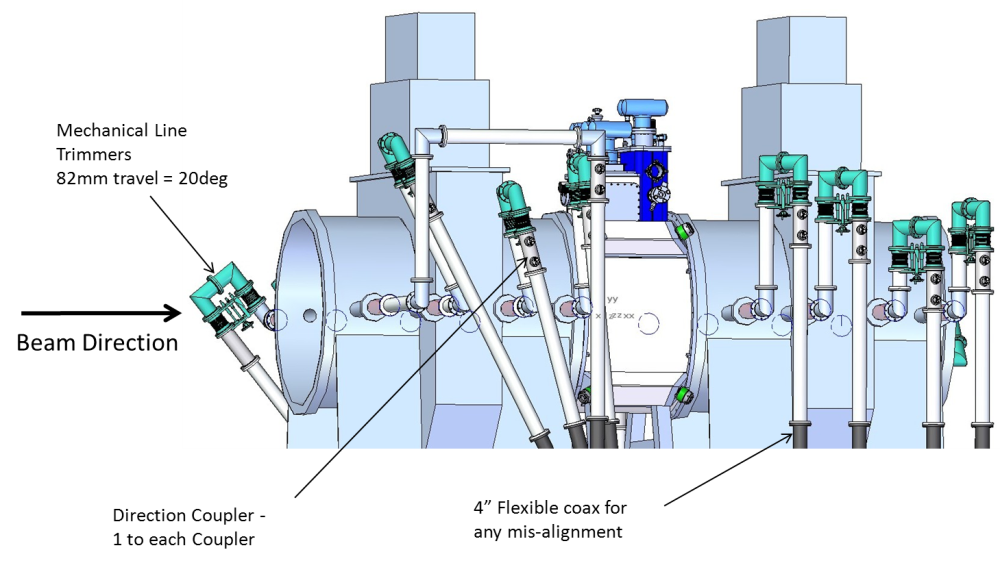 Mechanical Line
Trimmers
82mm travel = 20deg
Beam Direction
Direction Coupler -
1 to each Coupler
4” Flexible coax for
any mis-alignment
yy